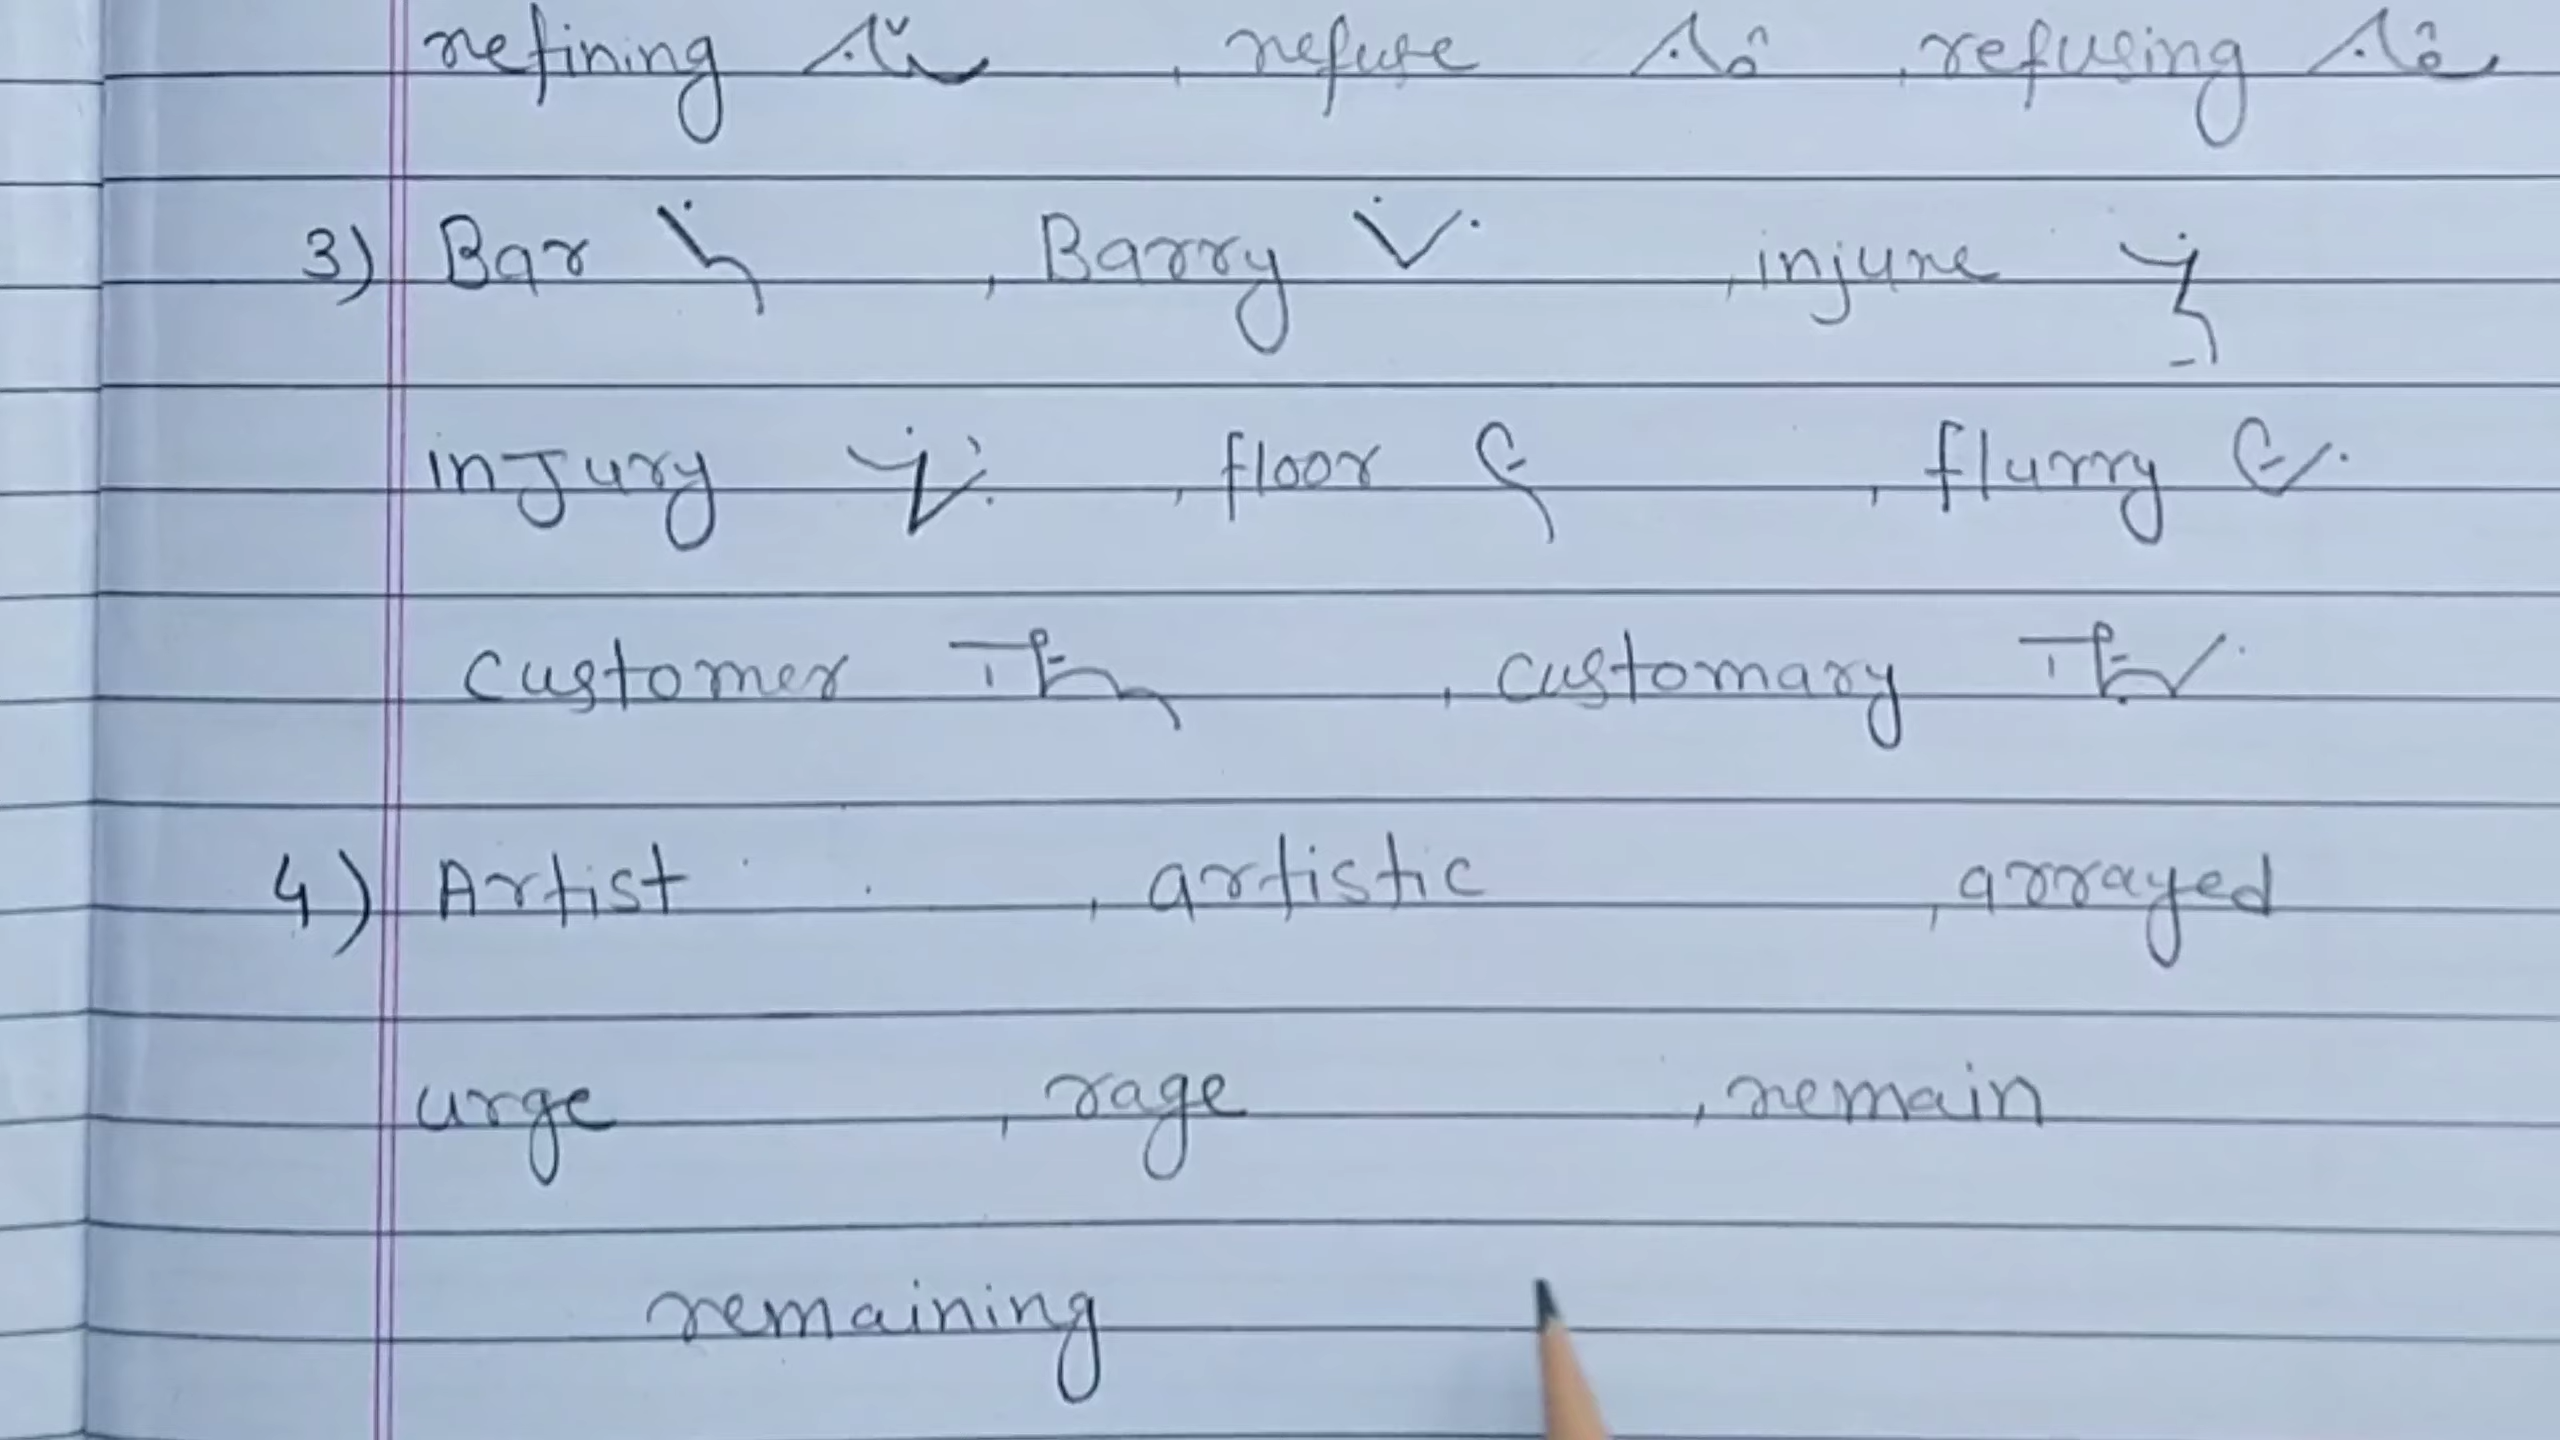 refining , refuse , refusing
3) Bar , Barry , injure
injury , floor , flurry
customer , customary
4) Artist , artistic , arrayed
urge , rage , remain
remaining